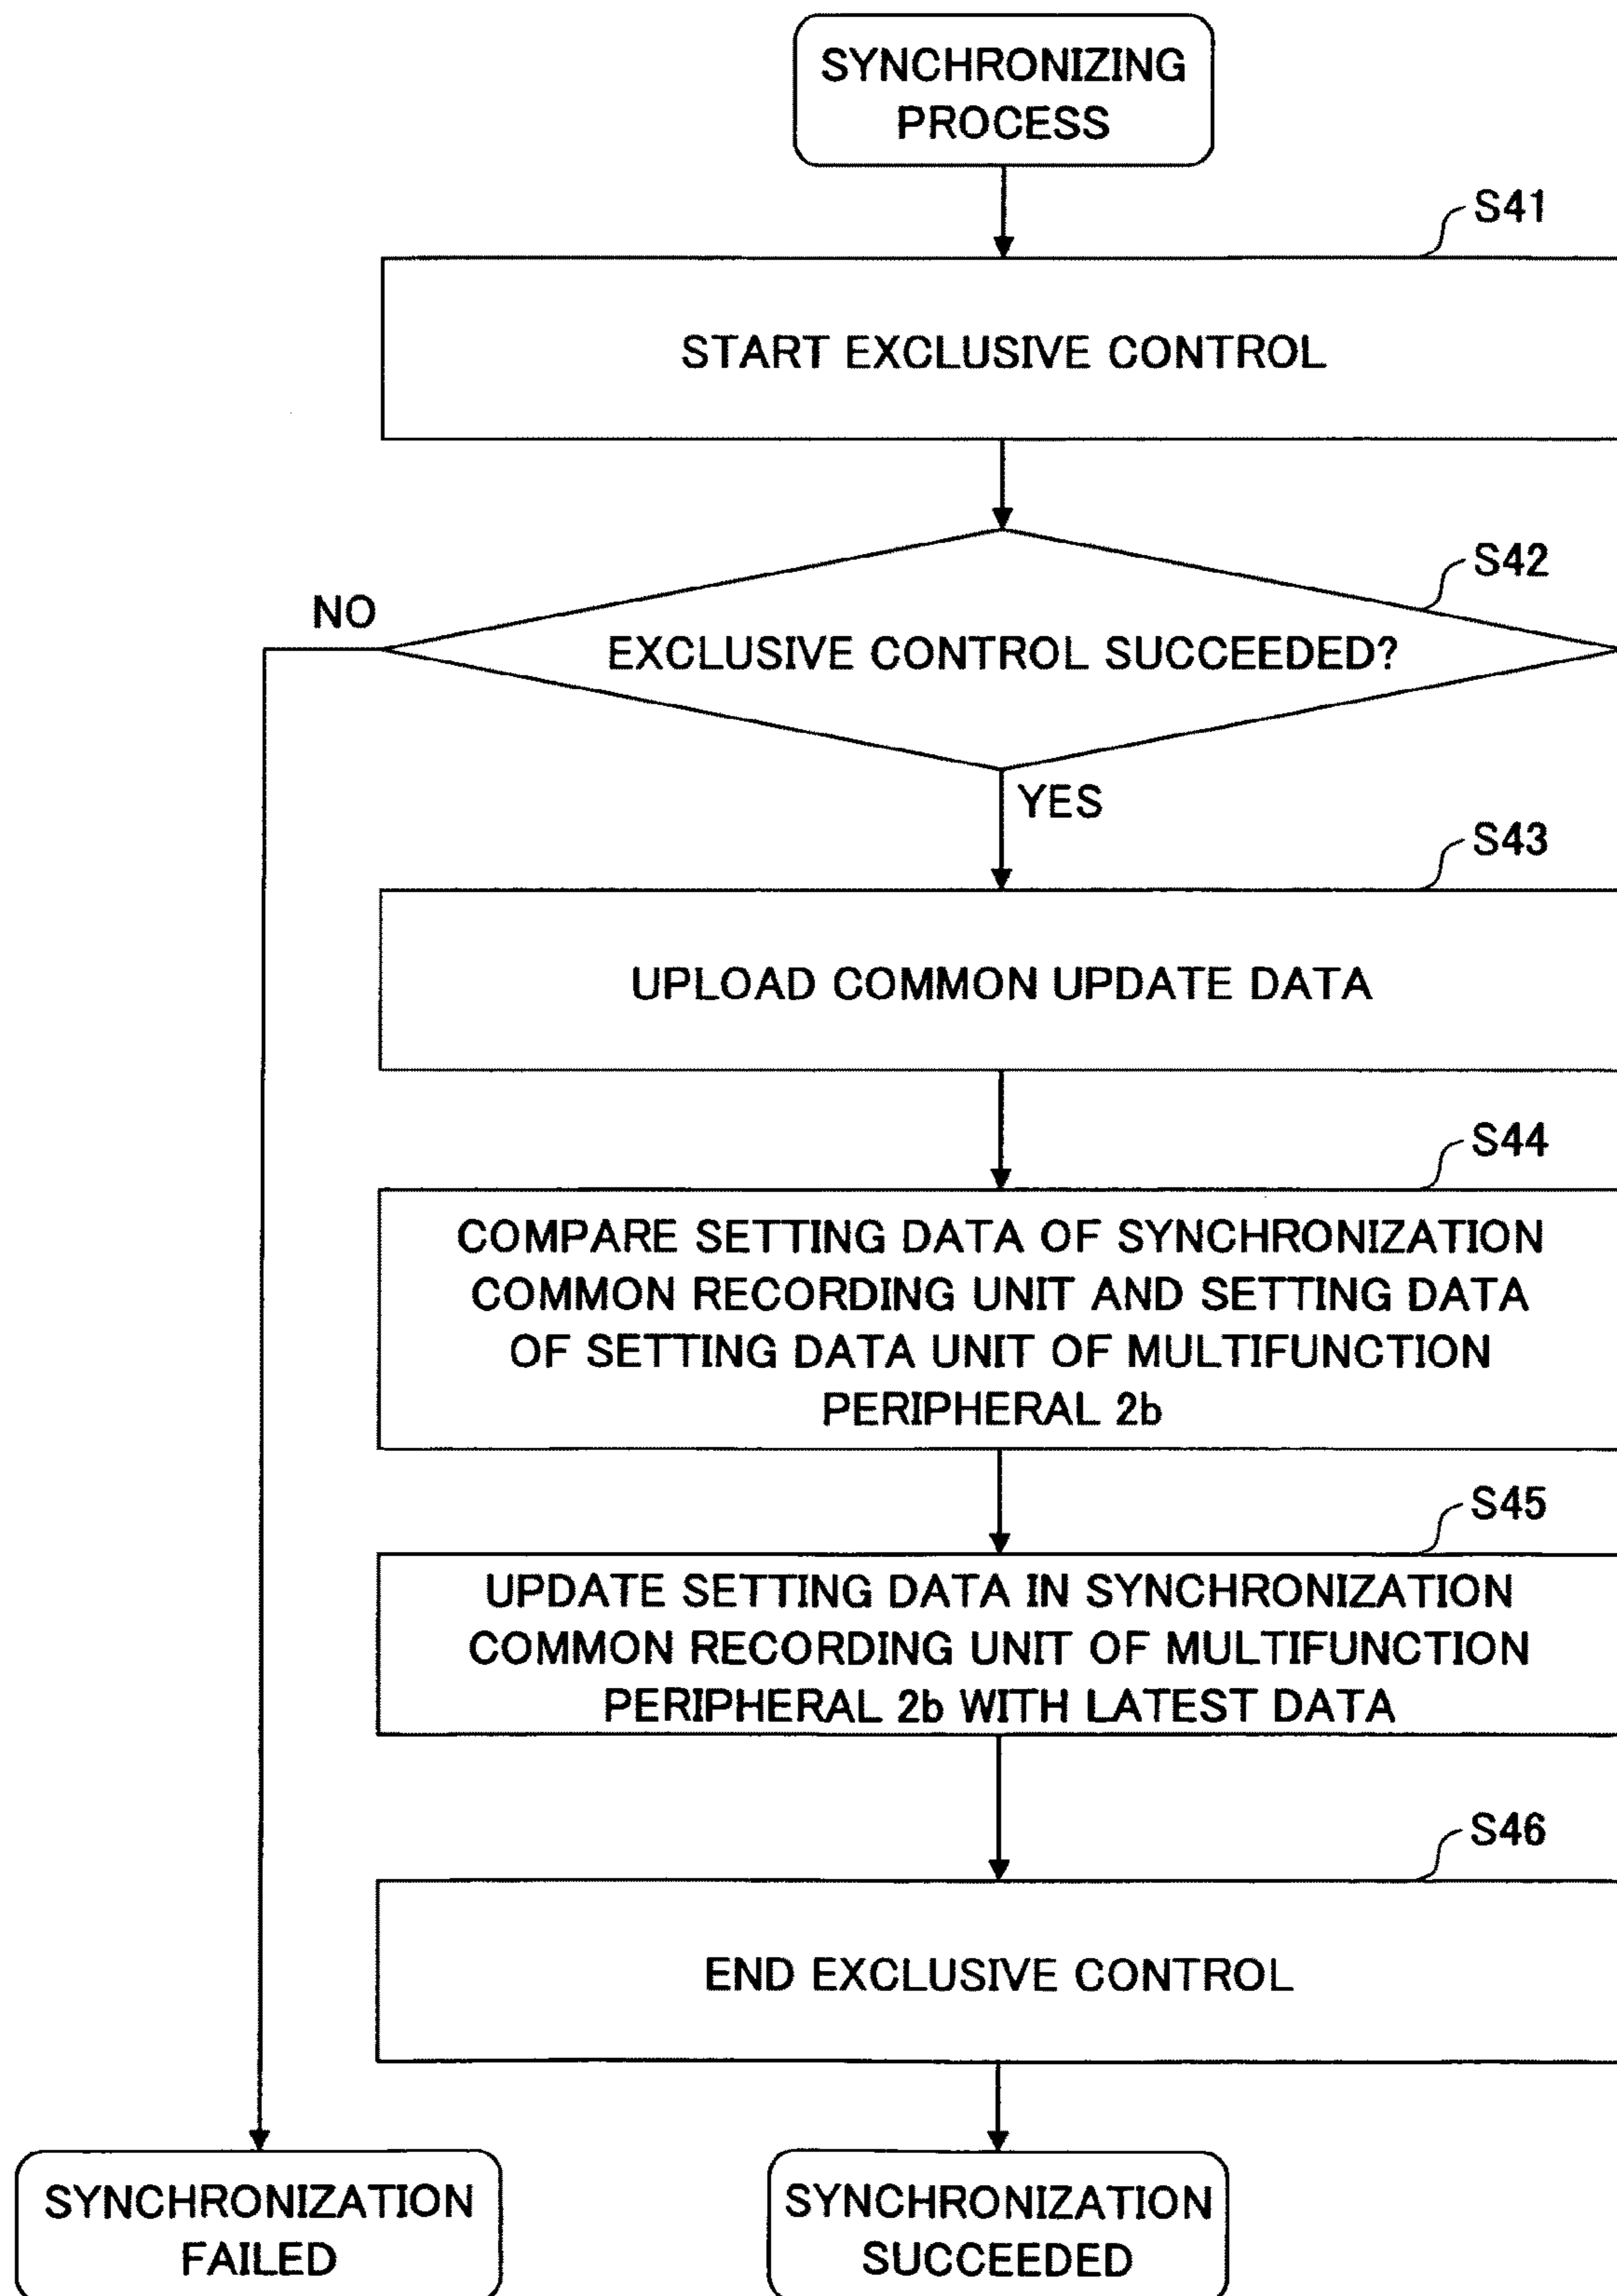 SYNCHRONIZING
PROCESS
S41
START EXCLUSIVE CONTROL
S42
NO
EXCLUSIVE CONTROL SUCCEEDED?
YES
S43
UPLOAD COMMON UPDATE DATA
S44
COMPARE SETTING DATA OF SYNCHRONIZATION
COMMON RECORDING UNIT AND SETTING DATA
OF SETTING DATA UNIT OF MULTIFUNCTION
PERIPHERAL 2b
S45
UPDATE SETTING DATA IN SYNCHRONIZATION
COMMON RECORDING UNIT OF MULTIFUNCTION
PERIPHERAL 2b WITH LATEST DATA
S46
END EXCLUSIVE CONTROL
SYNCHRONIZATION
FAILED
SYNCHRONIZATION
SUCCEEDED